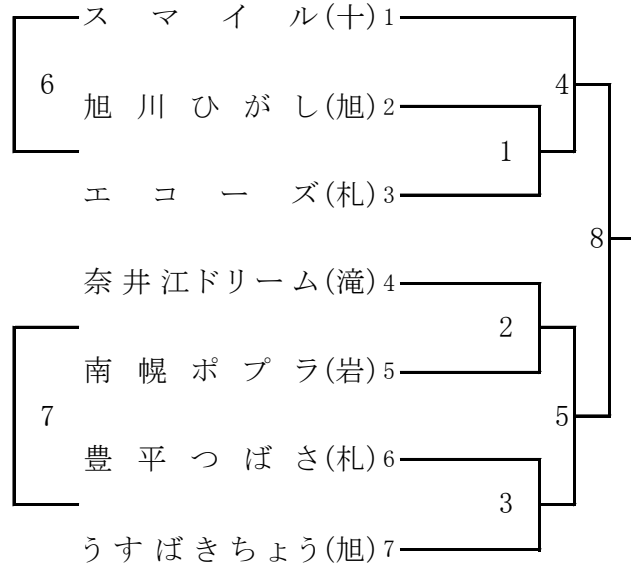 スマイル(十)1
4
6
旭川ひがし(旭)2
1
エコーズ(札)3
8
奈井江ドリーム(滝)4
2
南幌ポプラ(岩)5
7
5
豊平つばさ(札)6
3
うすばきちょう(旭)7